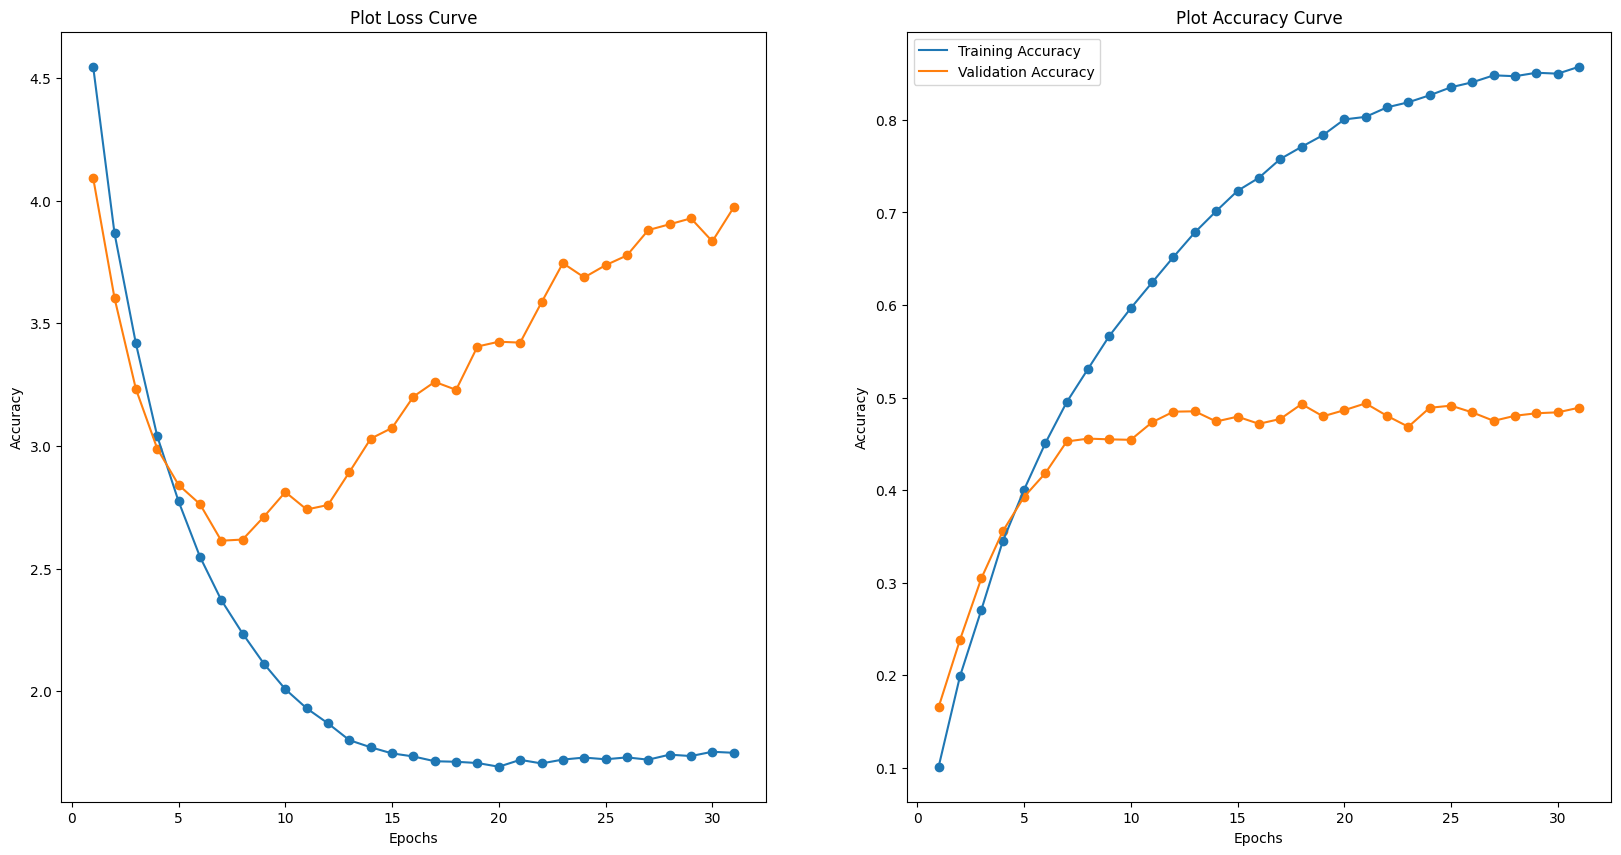 Plot Loss Curve
Accuracy
4.5
4.0
3.5
3.0
2.5
2.0
0 5 10 15 20 25 30
Epochs
Plot Accuracy Curve
Training Accuracy
Validation Accuracy
Accuracy
0.8
0.7
0.6
0.5
0.4
0.3
0.2
0.1
0 5 10 15 20 25 30
Epochs